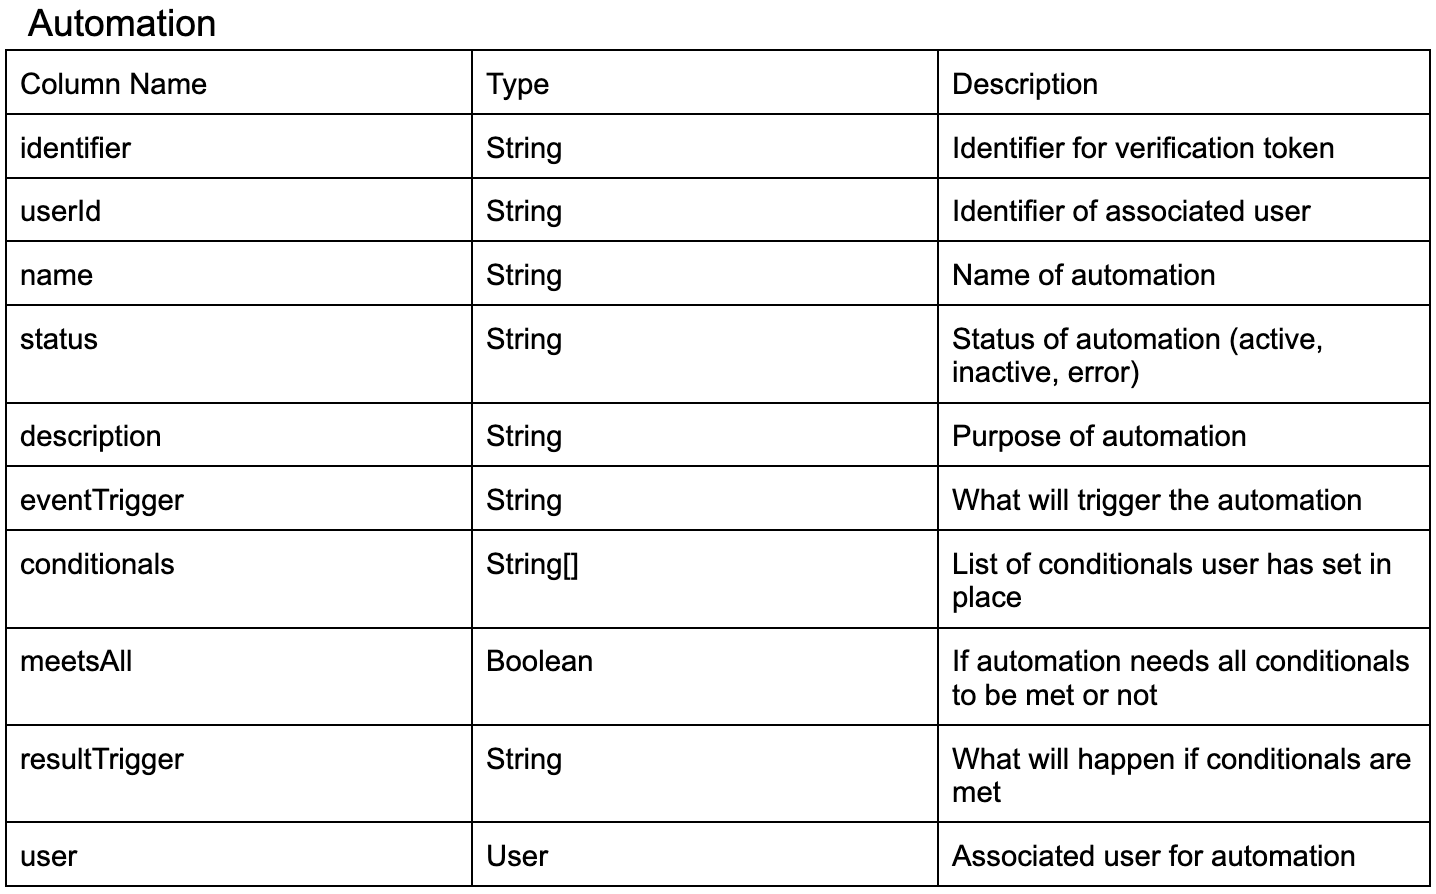 Automation
Column Name Type Description
identifier String Identifier for verification token
userId String Identifier of associated user
name String Name of automation
status String Status of automation (active,
inactive, error)
description String Purpose of automation
eventTrigger String What will trigger the automation
conditionals String[] List of conditionals user has set in
place
meetsAll Boolean If automation needs all conditionals
to be met or not
resultTrigger String What will happen if conditionals are
met
user User Associated user for automation